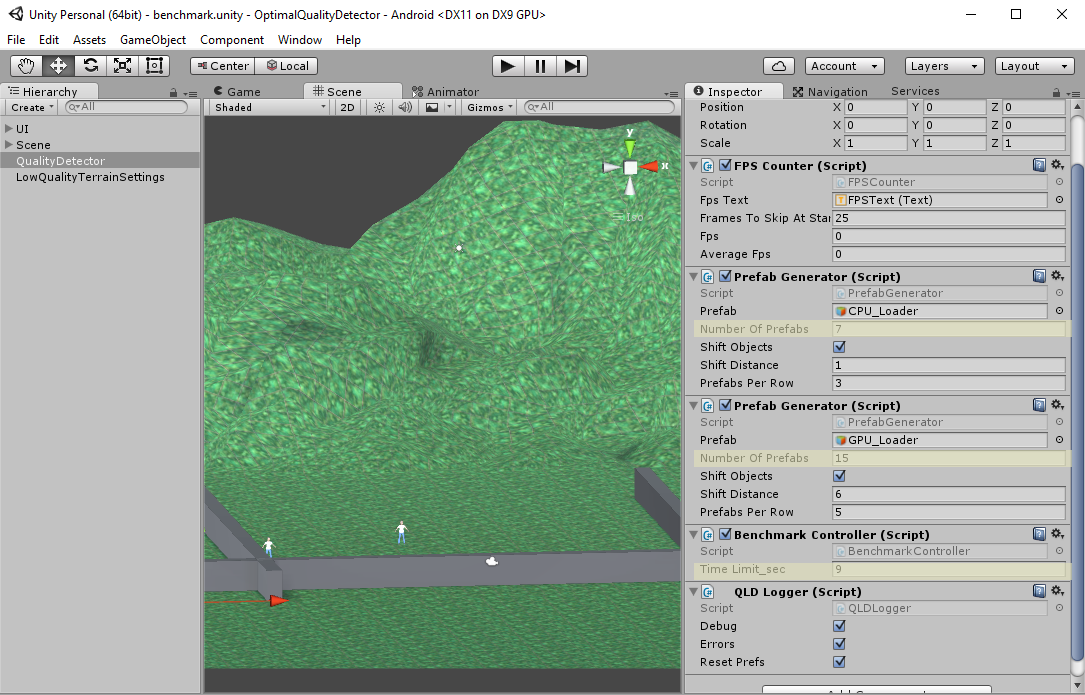 Unity Personal (64bit) - benchmark.unity - OptimalQualityDetector - Android <DX11 on DX9 GPU>
File Edit Assets GameObject Component Window Help
Center Local Account Layers Layout
Hierarchy
Create All
UI
Scene
QualityDetector
LowQualityTerrainSettings
Game Scene Animator
Shaded 2D Gizmos All
y
x
Iso
Inspector Navigation Services
Position X 0 Y 0 Z 0
Rotation X 0 Y 0 Z 0
Scale X 1 Y 1 Z 1
FPS Counter (Script)
Script FPSCounter
Fps Text FPSText (Text)
Frames To Skip At Star 25
Fps 0
Average Fps 0
Prefab Generator (Script)
Script PrefabGenerator
Prefab CPU_Loader
Number Of Prefabs 7
Shift Objects
Shift Distance 1
Prefabs Per Row 3
Prefab Generator (Script)
Script PrefabGenerator
Prefab GPU_Loader
Number Of Prefabs 15
Shift Objects
Shift Distance 6
Prefabs Per Row 5
Benchmark Controller (Script)
Script BenchmarkController
Time Limit_sec 9
QLD Logger (Script)
Script QLDLogger
Debug
Errors
Reset Prefs